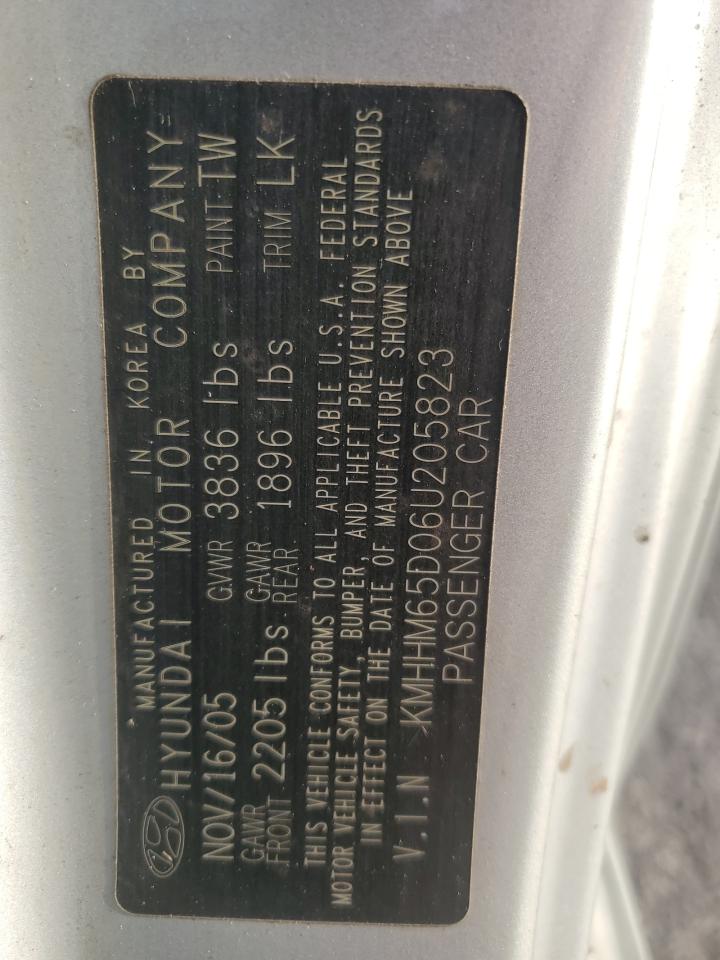 MANUFACTURED IN KOREA BY
HYUNDAI MOTOR COMPANY
NOV/16/05 GVWR 3836 lbs PAINT TW
GAWR FRONT 2205 lbs GAWR REAR 1896 lbs TRIM LK
THIS VEHICLE CONFORMS TO ALL APPLICABLE U.S.A. FEDERAL
MOTOR VEHICLE SAFETY, BUMPER, AND THEFT PREVENTION STANDARDS
IN EFFECT ON THE DATE OF MANUFACTURE SHOWN ABOVE
V.I.N KMHHM65D06U205823
PASSENGER CAR